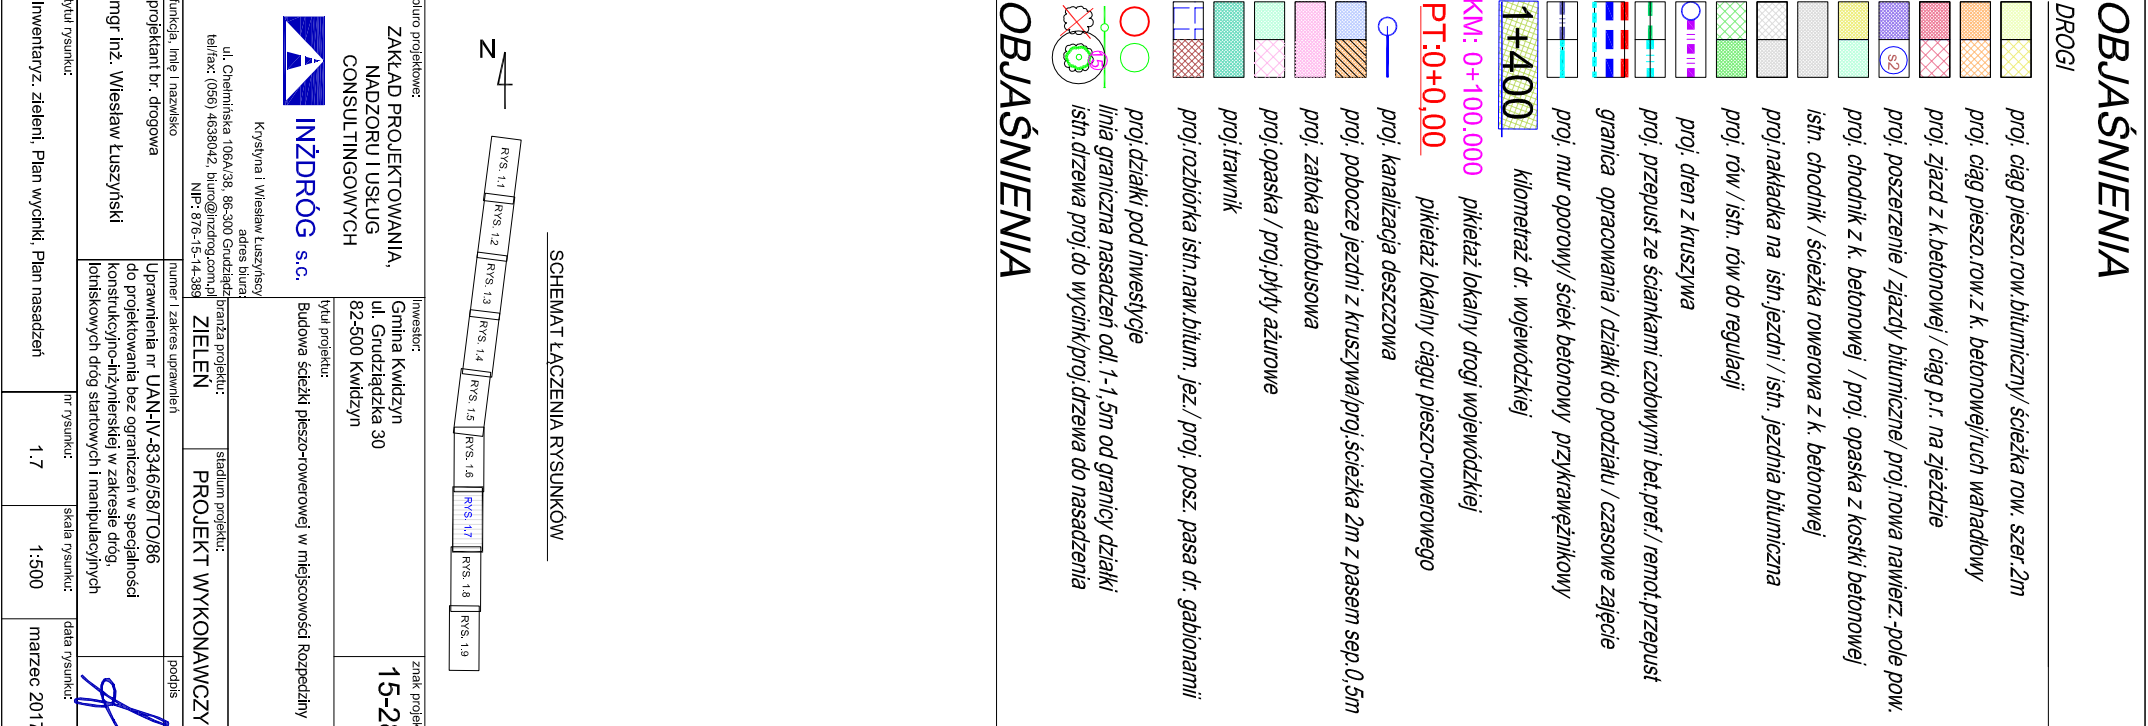 OBJAŚNIENIA
DROGI
proj. ciąg pieszo.row.bitumiczny/ ścieżka row. szer.2m
proj. ciąg pieszo.row.z k. betonowej/ruch wahadłowy
proj. zjazd z k.betonowej / ciąg p.r. na zjeździe
s2
proj. poszerzenie / zjazdy bitumiczne/ proj.nowa nawierz.-pole pow.
proj. chodnik z k. betonowej / proj. opaska z kostki betonowej
istn. chodnik / ścieżka rowerowa z k. betonowej
proj.nakładka na istn.jezdni / istn. jezdnia bitumiczna
proj. rów / istn. rów do regulacji
proj. dren z kruszywa
proj. przepust ze ściankami czołowymi bet.pref./ remot.przepust
granica opracowania / działki do podziału / czasowe zajęcie
proj. mur oporowy/ ściek betonowy przykrawężnikowy
1+400 kilometraż dr. wojewódzkiej
KM: 0+100.000 pikietaż lokalny drogi wojewódzkiej
PT:0+0,00 pikietaż lokalny ciągu pieszo-rowerowego
proj. kanalizacja deszczowa
proj. pobocze jezdni z kruszywa/proj.ścieżka 2m z pasem sep.0,5m
proj. zatoka autobusowa
proj.opaska / proj.płyty ażurowe
proj.trawnik
proj.rozbiórka istn.naw.bitum. jez./ proj. posz. pasa dr. gabionamii
proj.działki pod inwestycje
linia graniczna nasadzeń odl.1-1,5m od granicy działki
istn.drzewa proj.do wycink/proj.drzewa do nasadzenia
OBJAŚNIENIA
SCHEMAT ŁĄCZENIA RYSUNKÓW
N
RYS. 1.1
RYS. 1.2
RYS. 1.3
RYS. 1.4
RYS. 1.5
RYS. 1.6
RYS. 1.7
RYS. 1.8
RYS. 1.9
biuro projektowe:
ZAKŁAD PROJEKTOWANIA,
NADZORU I USŁUG
CONSULTINGOWYCH
INŻDRÓG s.c.
Krystyna i Wiesław Łuszyńscy
adres biura:
ul. Chełmińska 106A/38, 86-300 Grudziądz
tel/fax: (056) 4638042, biuro@inzdrog.com.pl
NIP: 876-15-14-389
Inwestor:
Gmina Kwidzyn
ul. Grudziądzka 30
82-500 Kwidzyn
znak projek
tytuł projektu:
Budowa ścieżki pieszo-rowerowej w miejscowości Rozpędziny
branża projektu:
ZIELEŃ
stadium projektu:
PROJEKT WYKONAWCZY
funkcja, Imię I nazwisko
projektant br. drogowa
mgr inż. Wiesław Łuszyński
numer I zakres uprawnień
Uprawnienia nr UAN-IV-8346/58/TO/86
do projektowania bez ograniczeń w specjalności
konstrukcyjno-inżynierskiej w zakresie dróg,
lotniskowych dróg startowych i manipulacyjnych
podpis
tytuł rysunku:
Inwentaryz. zieleni, Plan wycinki, Plan nasadzeń
nr rysunku:
1.7
skala rysunku:
1:500
data rysunku:
marzec 2017